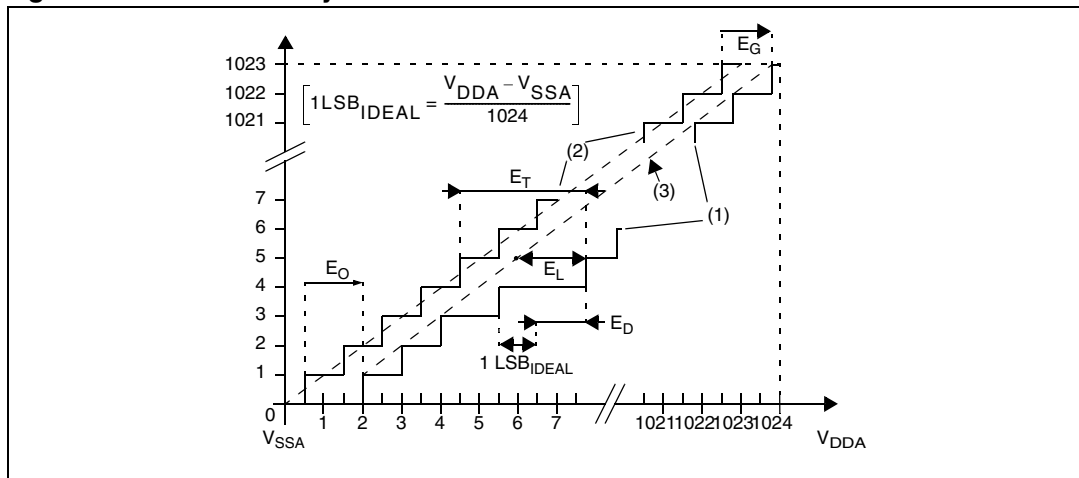 E_G
1023
1022
1021
[1LSB_IDEAL = V_DDA – V_SSA / 1024]
(2)
(3)
(1)
E_T
7
6
5
4
3
2
1
0
E_O
E_L
E_D
1 LSB_IDEAL
1 2 3 4 5 6 7 1021 1022 1023 1024
V_SSA
V_DDA